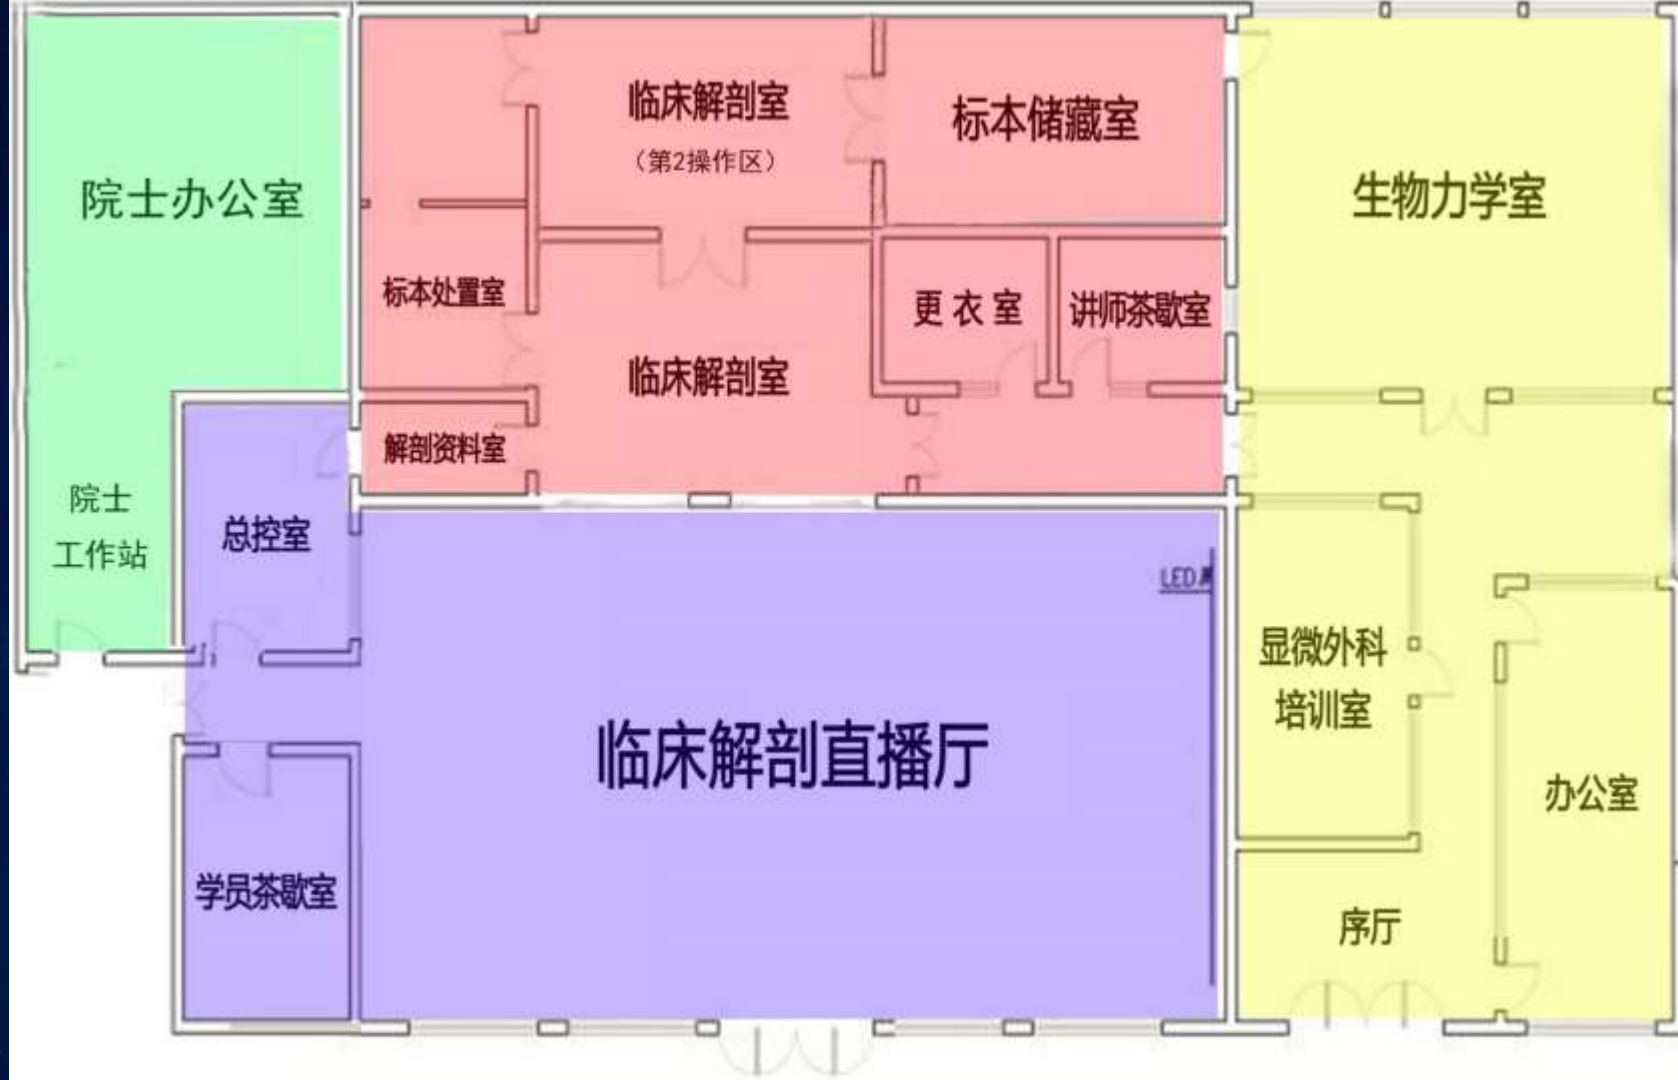 院士办公室
院士
工作站
标本处置室
解剖资料室
临床解剖室
（第2操作区）
标本储藏室
临床解剖室
更 衣 室
讲师茶歇室
生物力学室
总控室
学员茶歇室
临床解剖直播厅
LED
显微外科
培训室
办公室
序厅